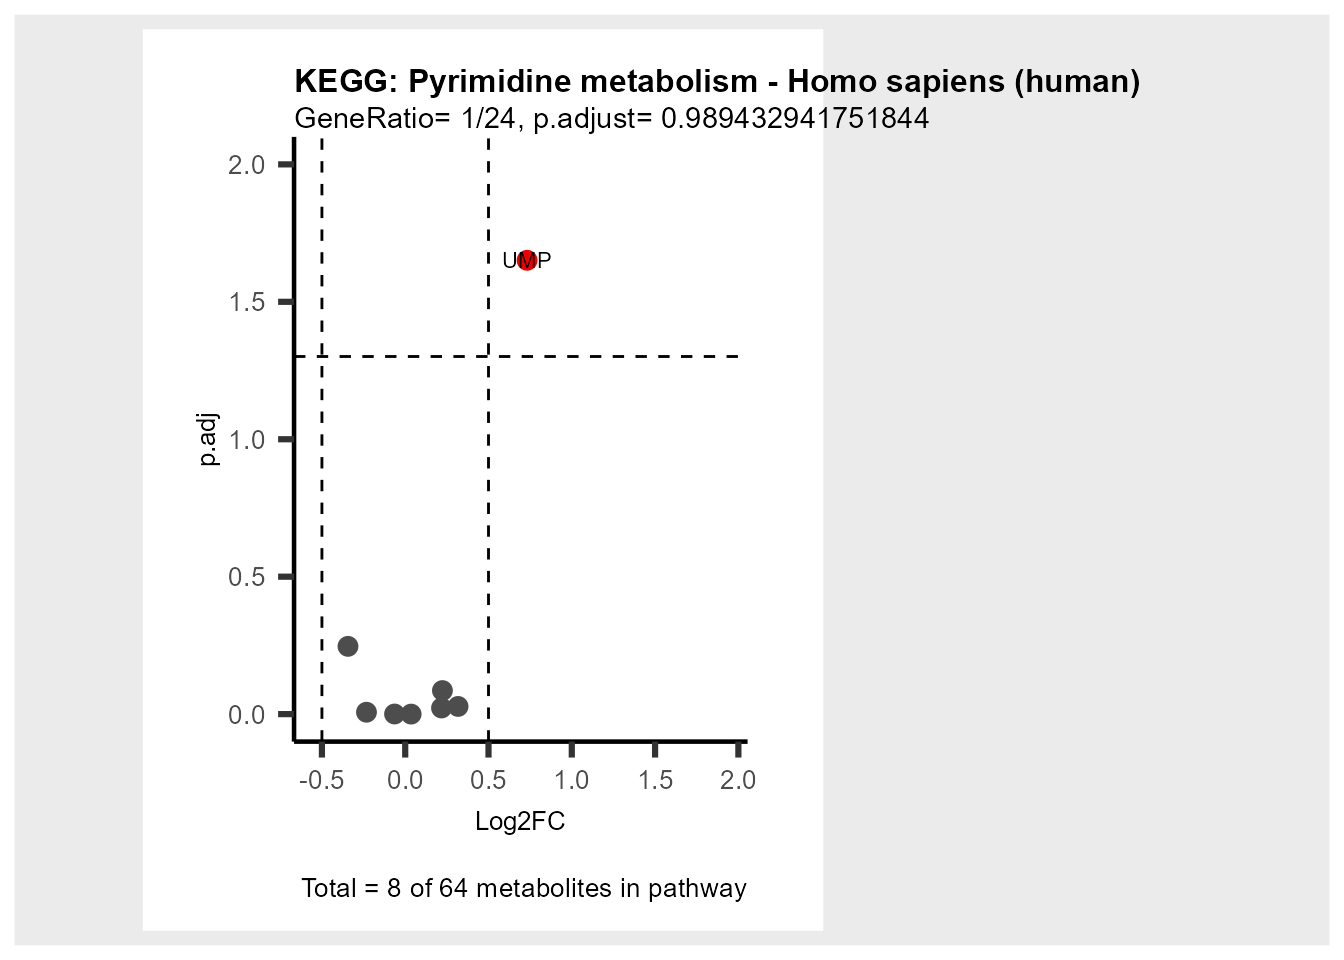 KEGG: Pyrimidine metabolism - Homo sapiens (human)
GeneRatio= 1/24, p.adjust= 0.989432941751844
2.0
UMP
1.5
p.adj
1.0
0.5
0.0
-0.5 0.0 0.5 1.0 1.5 2.0
Log2FC
Total = 8 of 64 metabolites in pathway